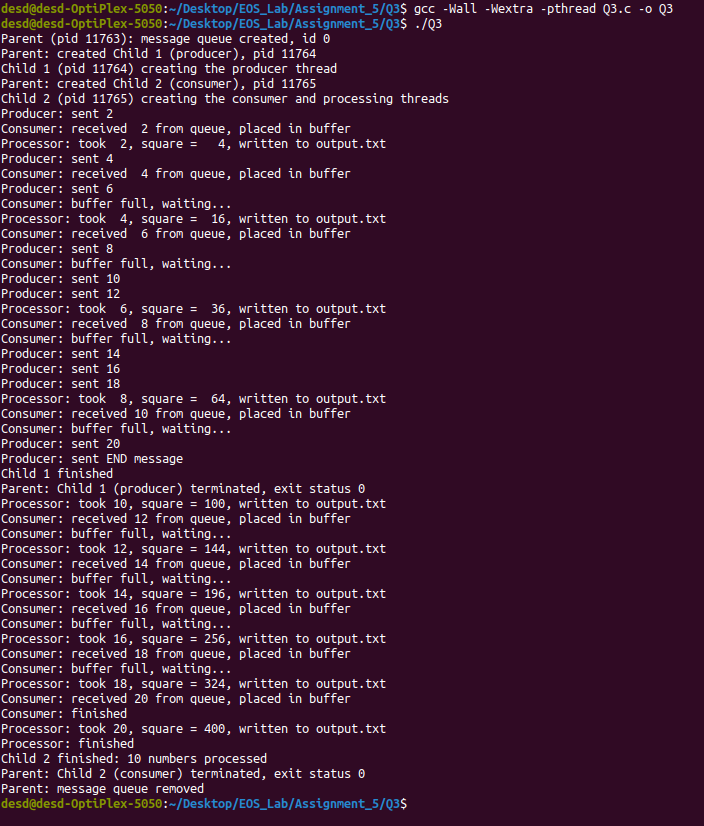 desd@desd-OptiPlex-5050:~/Desktop/EOS_Lab/Assignment_5/Q3$ gcc -Wall -Wextra -pthread Q3.c -o Q3
desd@desd-OptiPlex-5050:~/Desktop/EOS_Lab/Assignment_5/Q3$ ./Q3
Parent (pid 11763): message queue created, id 0
Parent: created Child 1 (producer), pid 11764
Child 1 (pid 11764) creating the producer thread
Parent: created Child 2 (consumer), pid 11765
Child 2 (pid 11765) creating the consumer and processing threads
Producer: sent 2
Consumer: received  2 from queue, placed in buffer
Processor: took  2, square =   4, written to output.txt
Producer: sent 4
Consumer: received  4 from queue, placed in buffer
Producer: sent 6
Consumer: buffer full, waiting...
Processor: took  4, square =  16, written to output.txt
Consumer: received  6 from queue, placed in buffer
Producer: sent 8
Consumer: buffer full, waiting...
Producer: sent 10
Producer: sent 12
Processor: took  6, square =  36, written to output.txt
Consumer: received  8 from queue, placed in buffer
Consumer: buffer full, waiting...
Producer: sent 14
Producer: sent 16
Producer: sent 18
Processor: took  8, square =  64, written to output.txt
Consumer: received 10 from queue, placed in buffer
Consumer: buffer full, waiting...
Producer: sent 20
Producer: sent END message
Child 1 finished
Parent: Child 1 (producer) terminated, exit status 0
Processor: took 10, square = 100, written to output.txt
Consumer: received 12 from queue, placed in buffer
Consumer: buffer full, waiting...
Processor: took 12, square = 144, written to output.txt
Consumer: received 14 from queue, placed in buffer
Consumer: buffer full, waiting...
Processor: took 14, square = 196, written to output.txt
Consumer: received 16 from queue, placed in buffer
Consumer: buffer full, waiting...
Processor: took 16, square = 256, written to output.txt
Consumer: received 18 from queue, placed in buffer
Consumer: buffer full, waiting...
Processor: took 18, square = 324, written to output.txt
Consumer: received 20 from queue, placed in buffer
Consumer: finished
Processor: took 20, square = 400, written to output.txt
Processor: finished
Child 2 finished: 10 numbers processed
Parent: Child 2 (consumer) terminated, exit status 0
Parent: message queue removed
desd@desd-OptiPlex-5050:~/Desktop/EOS_Lab/Assignment_5/Q3$